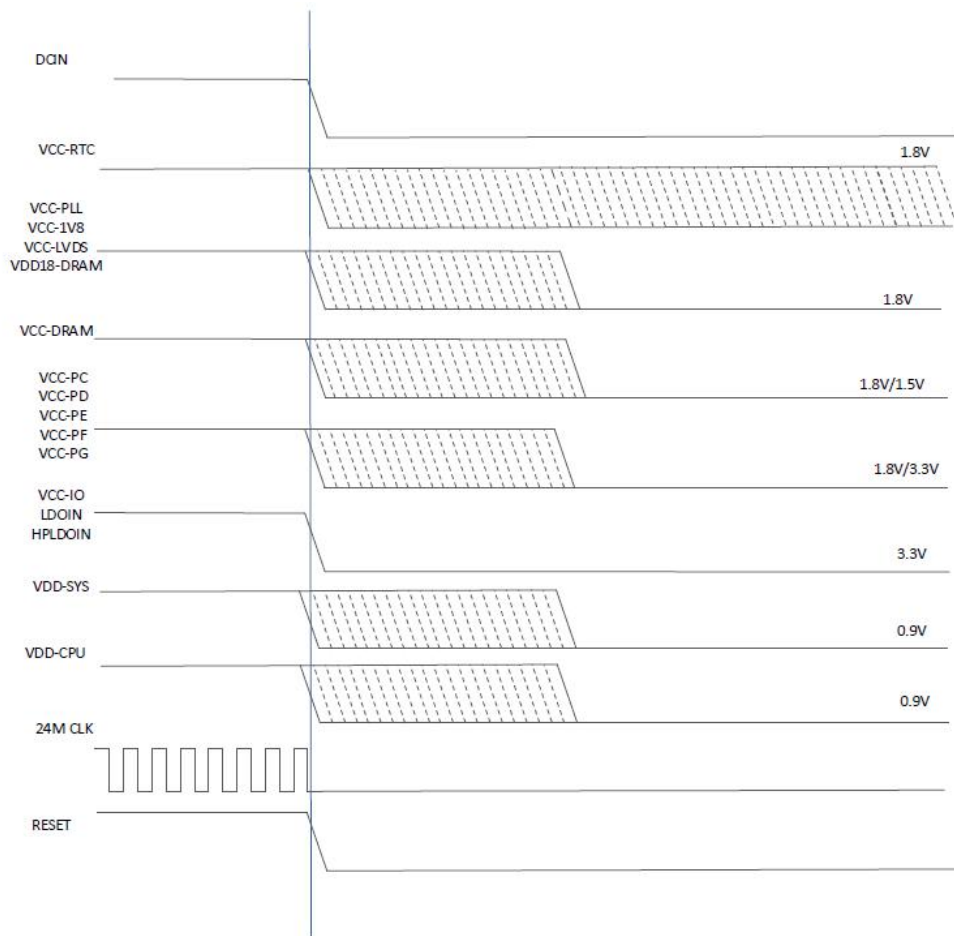 DCIN
VCC-RTC
1.8V
VCC-PLL
VCC-1V8
VCC-LVDS
VDD18-DRAM
1.8V
VCC-DRAM
1.8V/1.5V
VCC-PC
VCC-PD
VCC-PE
VCC-PF
VCC-PG
1.8V/3.3V
VCC-IO
LDOIN
HPLDOIN
3.3V
VDD-SYS
0.9V
VDD-CPU
0.9V
24M CLK
RESET